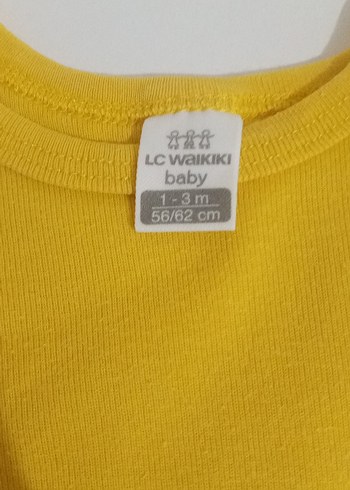 LC WAIKIKI
baby
1 - 3 m
56/62 cm